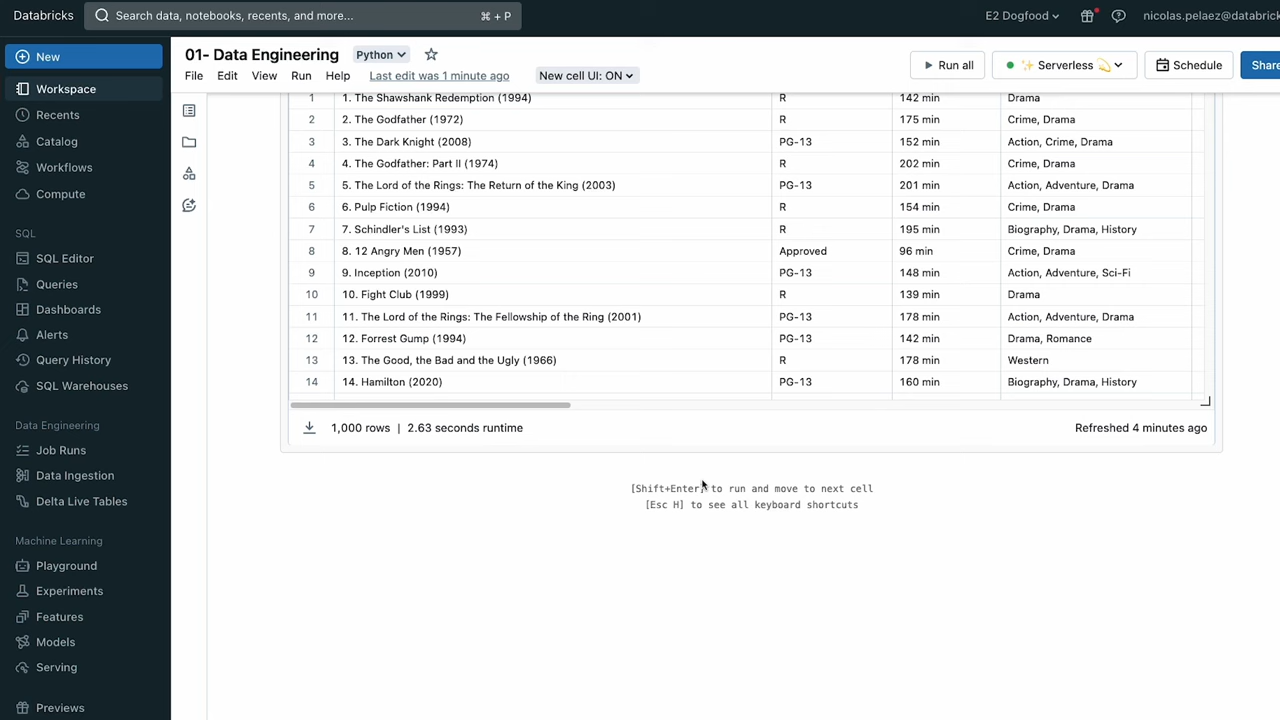 Databricks
Search data, notebooks, recents, and more...
⌘ + P
E2 Dogfood
nicolas.pelaez@databrick
New
Workspace
Recents
Catalog
Workflows
Compute
SQL
SQL Editor
Queries
Dashboards
Alerts
Query History
SQL Warehouses
Data Engineering
Job Runs
Data Ingestion
Delta Live Tables
Machine Learning
Playground
Experiments
Features
Models
Serving
Previews
01- Data Engineering
Python
File Edit View Run Help Last edit was 1 minute ago New cell UI: ON
Run all
Serverless
Schedule
Share
1 1. The Shawshank Redemption (1994) R 142 min Drama
2 2. The Godfather (1972) R 175 min Crime, Drama
3 3. The Dark Knight (2008) PG-13 152 min Action, Crime, Drama
4 4. The Godfather: Part II (1974) R 202 min Crime, Drama
5 5. The Lord of the Rings: The Return of the King (2003) PG-13 201 min Action, Adventure, Drama
6 6. Pulp Fiction (1994) R 154 min Crime, Drama
7 7. Schindler's List (1993) R 195 min Biography, Drama, History
8 8. 12 Angry Men (1957) Approved 96 min Crime, Drama
9 9. Inception (2010) PG-13 148 min Action, Adventure, Sci-Fi
10 10. Fight Club (1999) R 139 min Drama
11 11. The Lord of the Rings: The Fellowship of the Ring (2001) PG-13 178 min Action, Adventure, Drama
12 12. Forrest Gump (1994) PG-13 142 min Drama, Romance
13 13. The Good, the Bad and the Ugly (1966) R 178 min Western
14 14. Hamilton (2020) PG-13 160 min Biography, Drama, History
1,000 rows | 2.63 seconds runtime
Refreshed 4 minutes ago
[Shift+Enter] to run and move to next cell
[Esc H] to see all keyboard shortcuts